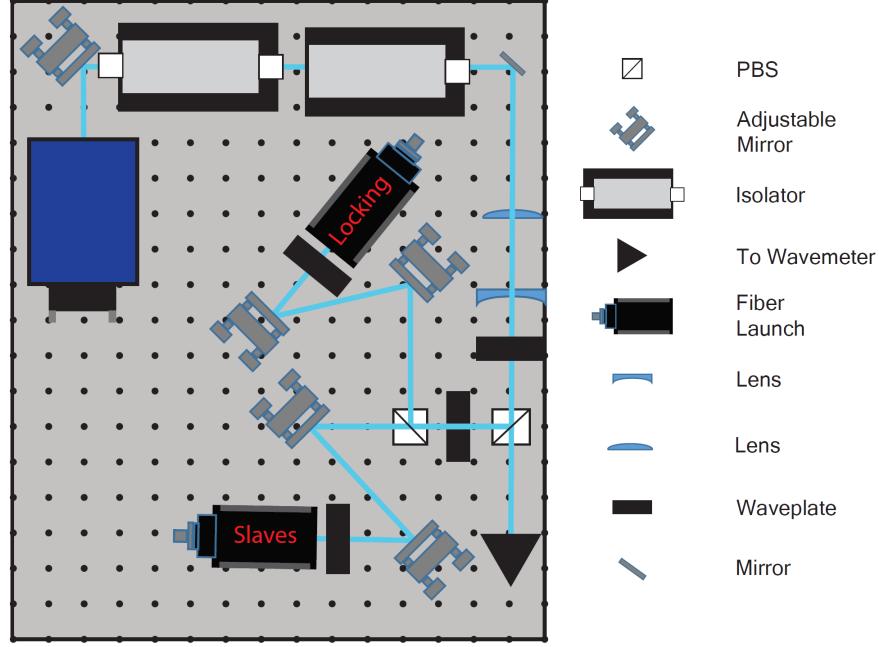 Locking
Slaves
PBS
Adjustable
Mirror
Isolator
To Wavemeter
Fiber
Launch
Lens
Lens
Waveplate
Mirror